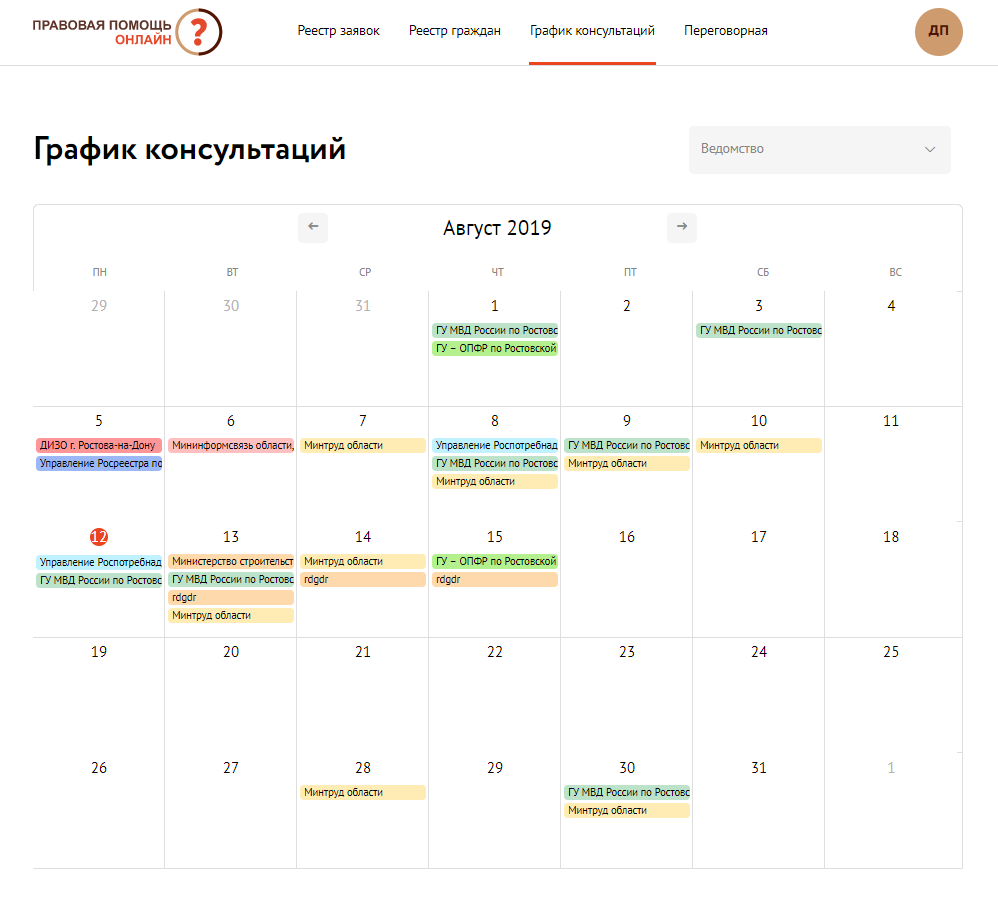 ПРАВОВАЯ ПОМОЩЬ
ОНЛАЙН
?
Реестр заявок
Реестр граждан
График консультаций
Переговорная
ДП
График консультаций
Ведомство
← Август 2019 →
ПН ВТ СР ЧТ ПТ СБ ВС
29 30 31 1 2 3 4
ГУ МВД России по Ростовс
ГУ – ОПФР по Ростовской
ГУ МВД России по Ростовс
5 6 7 8 9 10 11
ДИЗО г. Ростова-на-Дону
Управление Росреестра по
Мининформсвязь области,
Минтруд области
Управление Роспотребнад
ГУ МВД России по Ростовс
Минтруд области
ГУ МВД России по Ростовс
Минтруд области
Минтруд области
12 13 14 15 16 17 18
Управление Роспотребнад
ГУ МВД России по Ростовс
Министерство строительст
ГУ МВД России по Ростовс
rdgdr
Минтруд области
Минтруд области
rdgdr
ГУ – ОПФР по Ростовской
rdgdr
19 20 21 22 23 24 25
26 27 28 29 30 31 1
Минтруд области
ГУ МВД России по Ростовс
Минтруд области